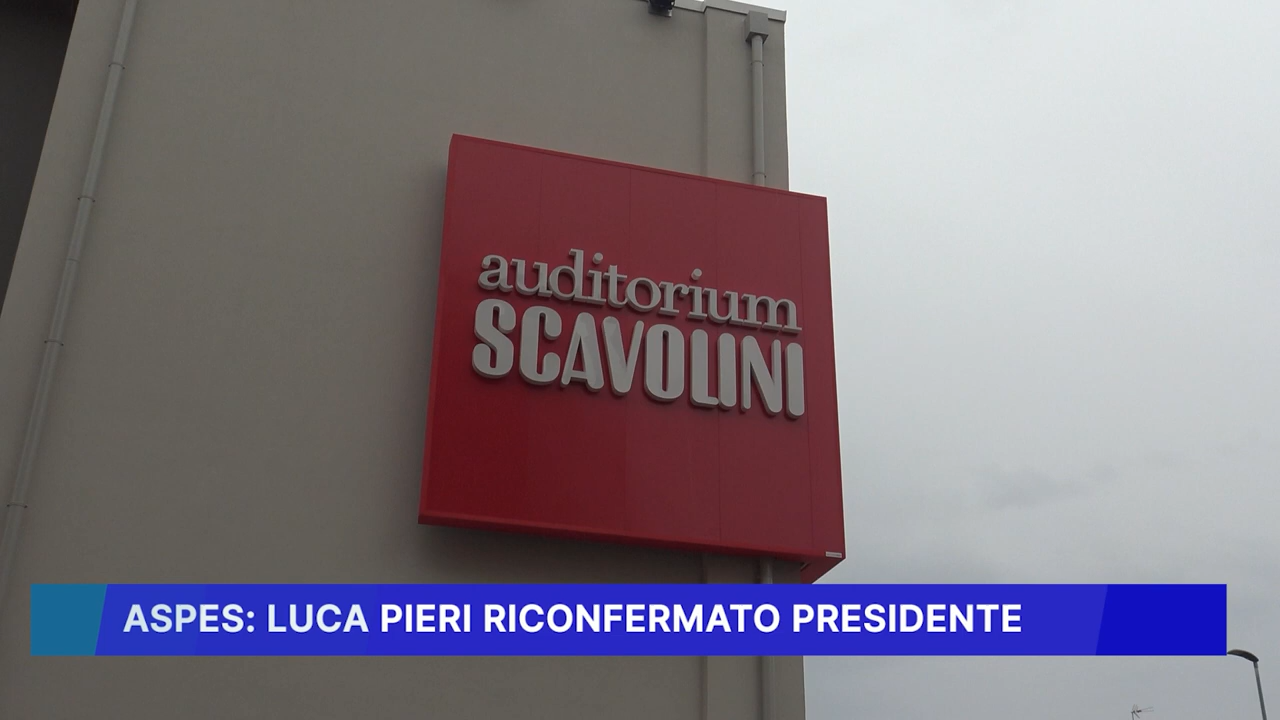 auditorium
SCAVOLINI
ASPES: LUCA PIERI RICONFERMATO PRESIDENTE